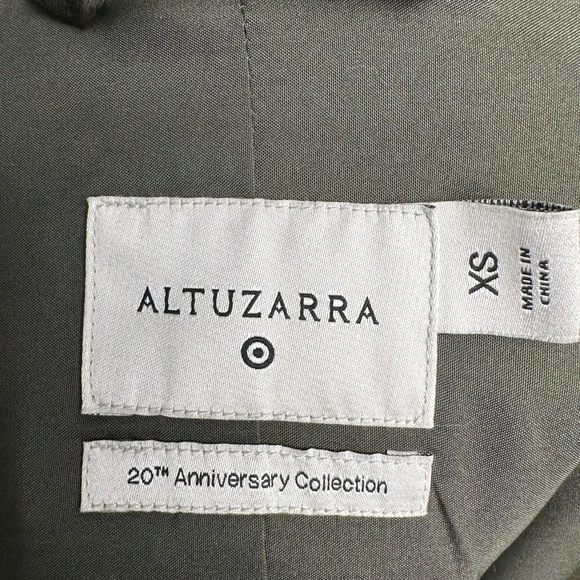 ALTUZARRA
XS
MADE IN
CHINA
20TH Anniversary Collection